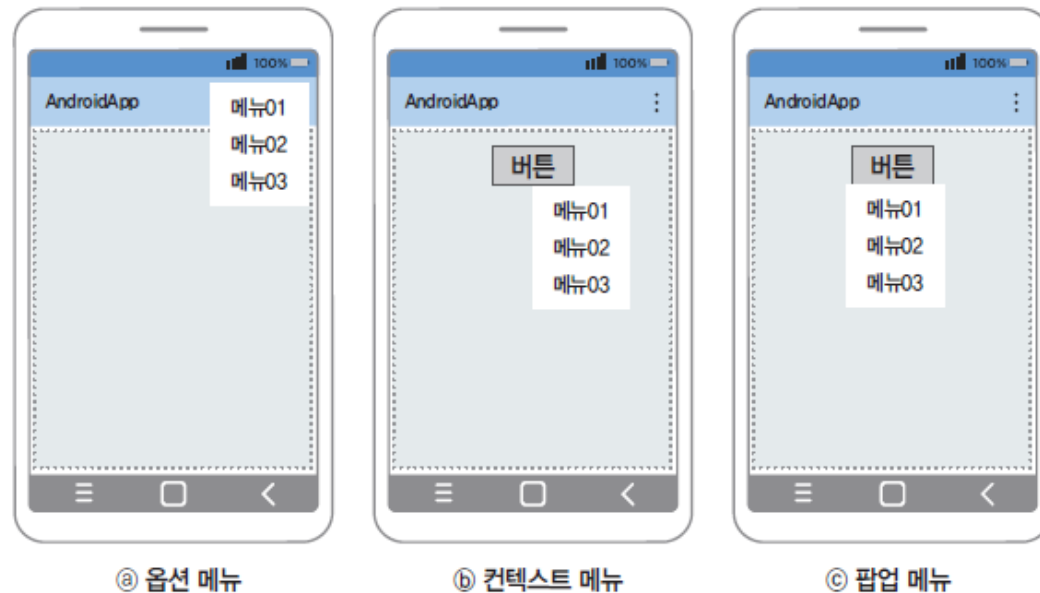 100%
AndroidApp
메뉴01
메뉴02
메뉴03
ⓐ 옵션 메뉴
100%
AndroidApp
버튼
메뉴01
메뉴02
메뉴03
ⓑ 컨텍스트 메뉴
100%
AndroidApp
버튼
메뉴01
메뉴02
메뉴03
ⓒ 팝업 메뉴